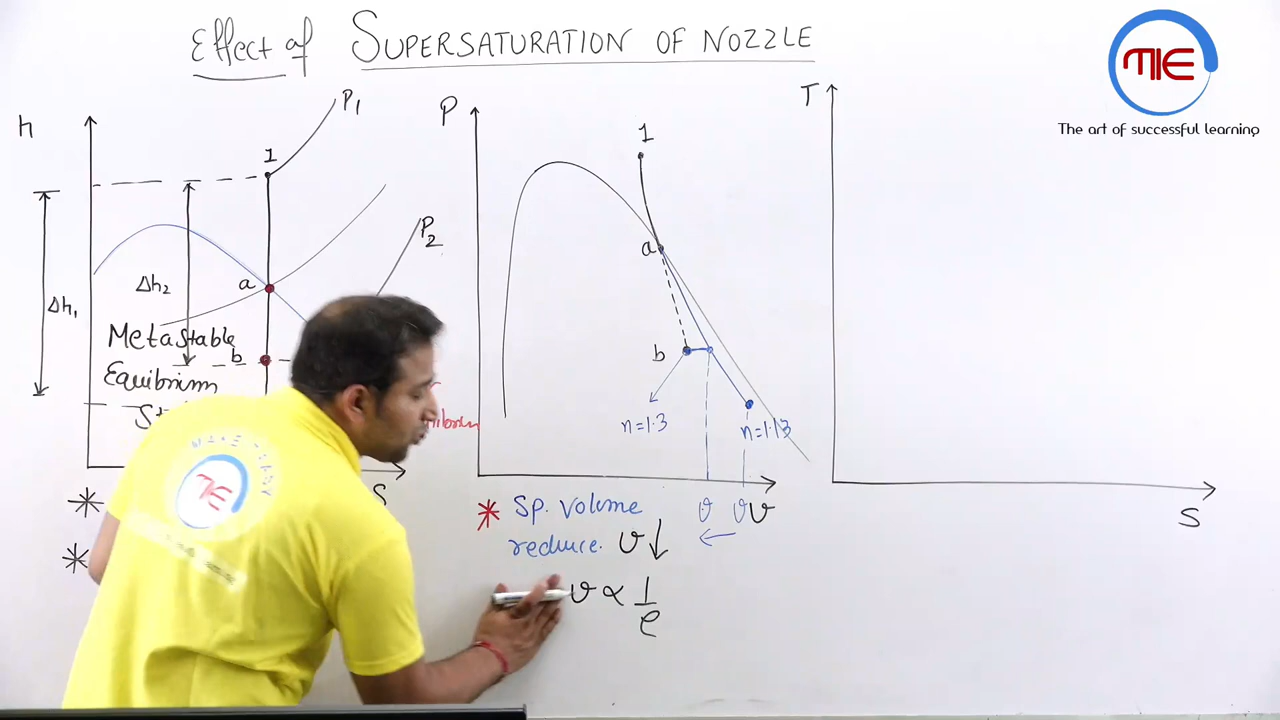 Effect of SUPERSATURATION OF NOZZLE
MIE
The art of successful learning
h
P1
1
P2
a
b
Δh1
Δh2
MetaStable
Equibrium
S
P
1
a
b
n=1.3
n=1.13
v v v
* Sp. Volume
reduce. v ↓
v ∝ 1/ρ
T
S
*
*